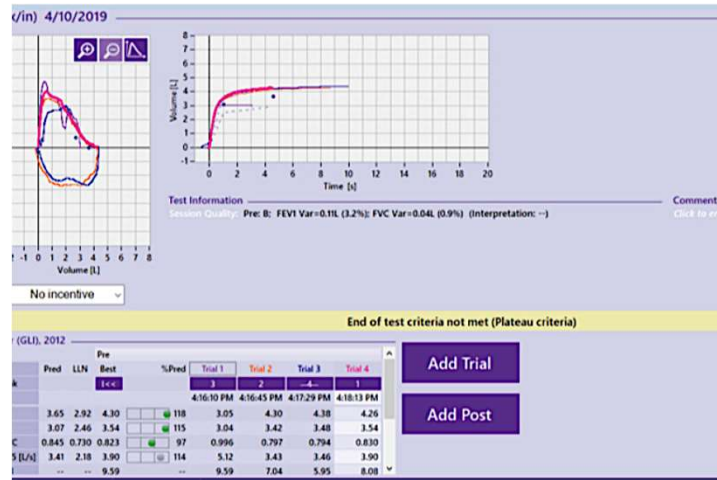 x/in) 4/10/2019
8
7
6
5
4
3
2
1
0
-1
Volume [L]
0 2 4 6 8 10 12 14 16 18 20
Time [s]
-1 0 1 2 3 4 5 6 7 8
Volume [L]
Test Information
Comment
Session Quality: Pre: B; FEV1 Var=0.11L (3.2%); FVC Var=0.04L (0.9%) (Interpretation: --)
Click to e
No incentive
End of test criteria not met (Plateau criteria)
(GLI), 2012
Pre
Pred LLN Best %Pred Trial 1 Trial 2 Trial 3 Trial 4
k I<< 3 2 --4-- 1
4:16:10 PM 4:16:45 PM 4:17:29 PM 4:18:13 PM
3.65 2.92 4.30 118 3.05 4.30 4.38 4.26
3.07 2.46 3.54 115 3.04 3.42 3.48 3.54
C 0.845 0.730 0.823 97 0.996 0.797 0.794 0.830
5 [L/s] 3.41 2.18 3.90 114 5.12 3.43 3.46 3.90
-- -- 9.59 -- 9.59 7.04 5.95 8.08
Add Trial
Add Post